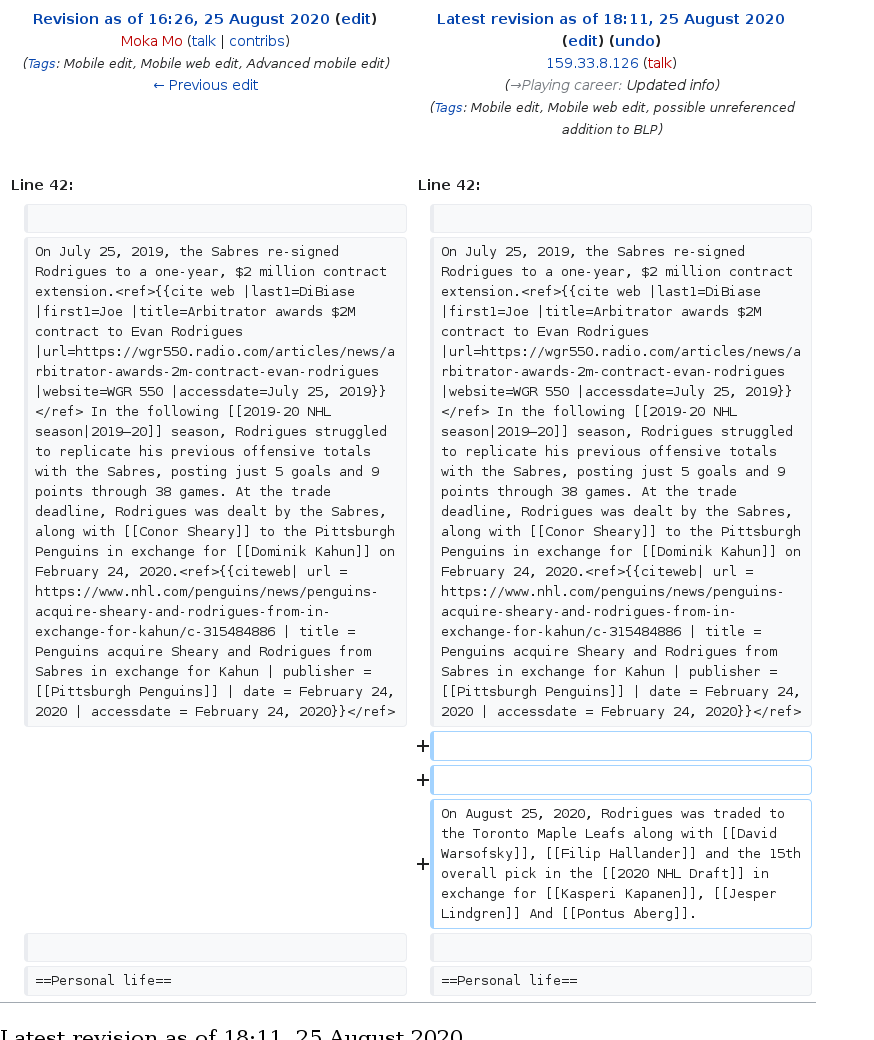 Revision as of 16:26, 25 August 2020 (edit)
Moka Mo (talk | contribs)
(Tags: Mobile edit, Mobile web edit, Advanced mobile edit)
← Previous edit
Latest revision as of 18:11, 25 August 2020
(edit) (undo)
159.33.8.126 (talk)
(→Playing career: Updated info)
(Tags: Mobile edit, Mobile web edit, possible unreferenced
addition to BLP)
Line 42:
On July 25, 2019, the Sabres re-signed
Rodrigues to a one-year, $2 million contract
extension.<ref>{{cite web |last1=DiBiase
|first1=Joe |title=Arbitrator awards $2M
contract to Evan Rodrigues
|url=https://wgr550.radio.com/articles/news/a
rbitrator-awards-2m-contract-evan-rodrigues
|website=WGR 550 |accessdate=July 25, 2019}}
</ref> In the following [[2019-20 NHL
season|2019–20]] season, Rodrigues struggled
to replicate his previous offensive totals
with the Sabres, posting just 5 goals and 9
points through 38 games. At the trade
deadline, Rodrigues was dealt by the Sabres,
along with [[Conor Sheary]] to the Pittsburgh
Penguins in exchange for [[Dominik Kahun]] on
February 24, 2020.<ref>{{citeweb| url =
https://www.nhl.com/penguins/news/penguins-
acquire-sheary-and-rodrigues-from-in-
exchange-for-kahun/c-315484886 | title =
Penguins acquire Sheary and Rodrigues from
Sabres in exchange for Kahun | publisher =
[[Pittsburgh Penguins]] | date = February 24,
2020 | accessdate = February 24, 2020}}</ref>
==Personal life==
Line 42:
On July 25, 2019, the Sabres re-signed
Rodrigues to a one-year, $2 million contract
extension.<ref>{{cite web |last1=DiBiase
|first1=Joe |title=Arbitrator awards $2M
contract to Evan Rodrigues
|url=https://wgr550.radio.com/articles/news/a
rbitrator-awards-2m-contract-evan-rodrigues
|website=WGR 550 |accessdate=July 25, 2019}}
</ref> In the following [[2019-20 NHL
season|2019–20]] season, Rodrigues struggled
to replicate his previous offensive totals
with the Sabres, posting just 5 goals and 9
points through 38 games. At the trade
deadline, Rodrigues was dealt by the Sabres,
along with [[Conor Sheary]] to the Pittsburgh
Penguins in exchange for [[Dominik Kahun]] on
February 24, 2020.<ref>{{citeweb| url =
https://www.nhl.com/penguins/news/penguins-
acquire-sheary-and-rodrigues-from-in-
exchange-for-kahun/c-315484886 | title =
Penguins acquire Sheary and Rodrigues from
Sabres in exchange for Kahun | publisher =
[[Pittsburgh Penguins]] | date = February 24,
2020 | accessdate = February 24, 2020}}</ref>
+
+
+
On August 25, 2020, Rodrigues was traded to
the Toronto Maple Leafs along with [[David
Warsofsky]], [[Filip Hallander]] and the 15th
overall pick in the [[2020 NHL Draft]] in
exchange for [[Kasperi Kapanen]], [[Jesper
Lindgren]] And [[Pontus Aberg]].
==Personal life==
Latest revision as of 18:11, 25 August 2020